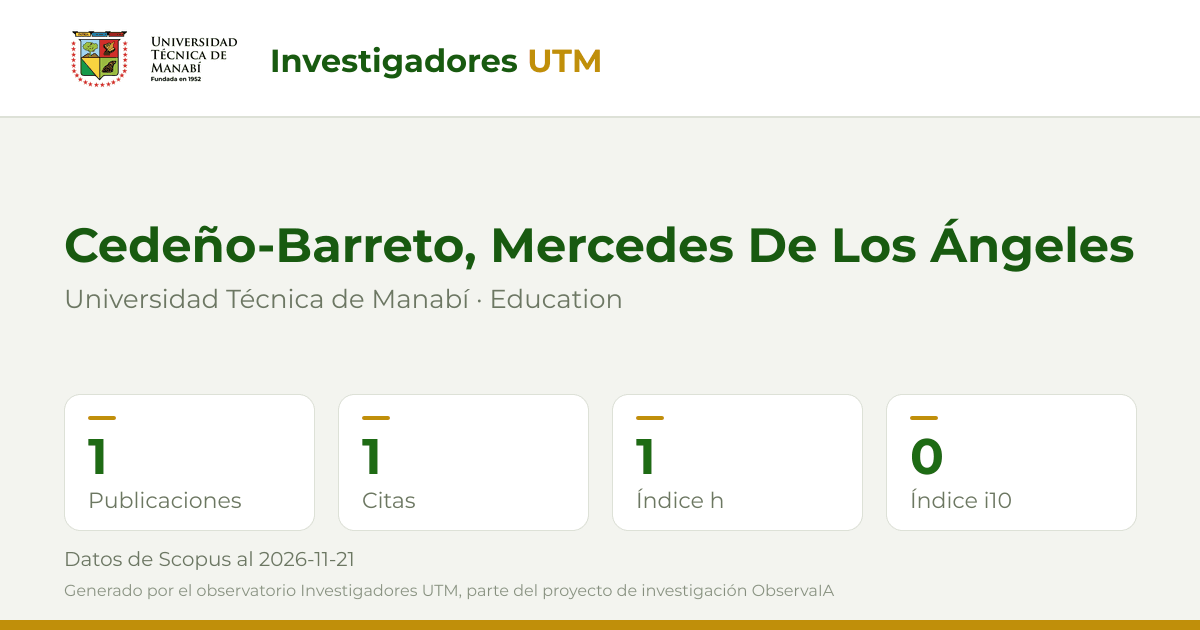 UNIVERSIDAD
TÉCNICA DE
MANABÍ
Fundada en 1952
Investigadores UTM
Cedeño-Barreto, Mercedes De Los Ángeles
Universidad Técnica de Manabí · Education
1
Publicaciones
1
Citas
1
Índice h
0
Índice i10
Datos de Scopus al 2026-11-21
Generado por el observatorio Investigadores UTM, parte del proyecto de investigación ObservaIA